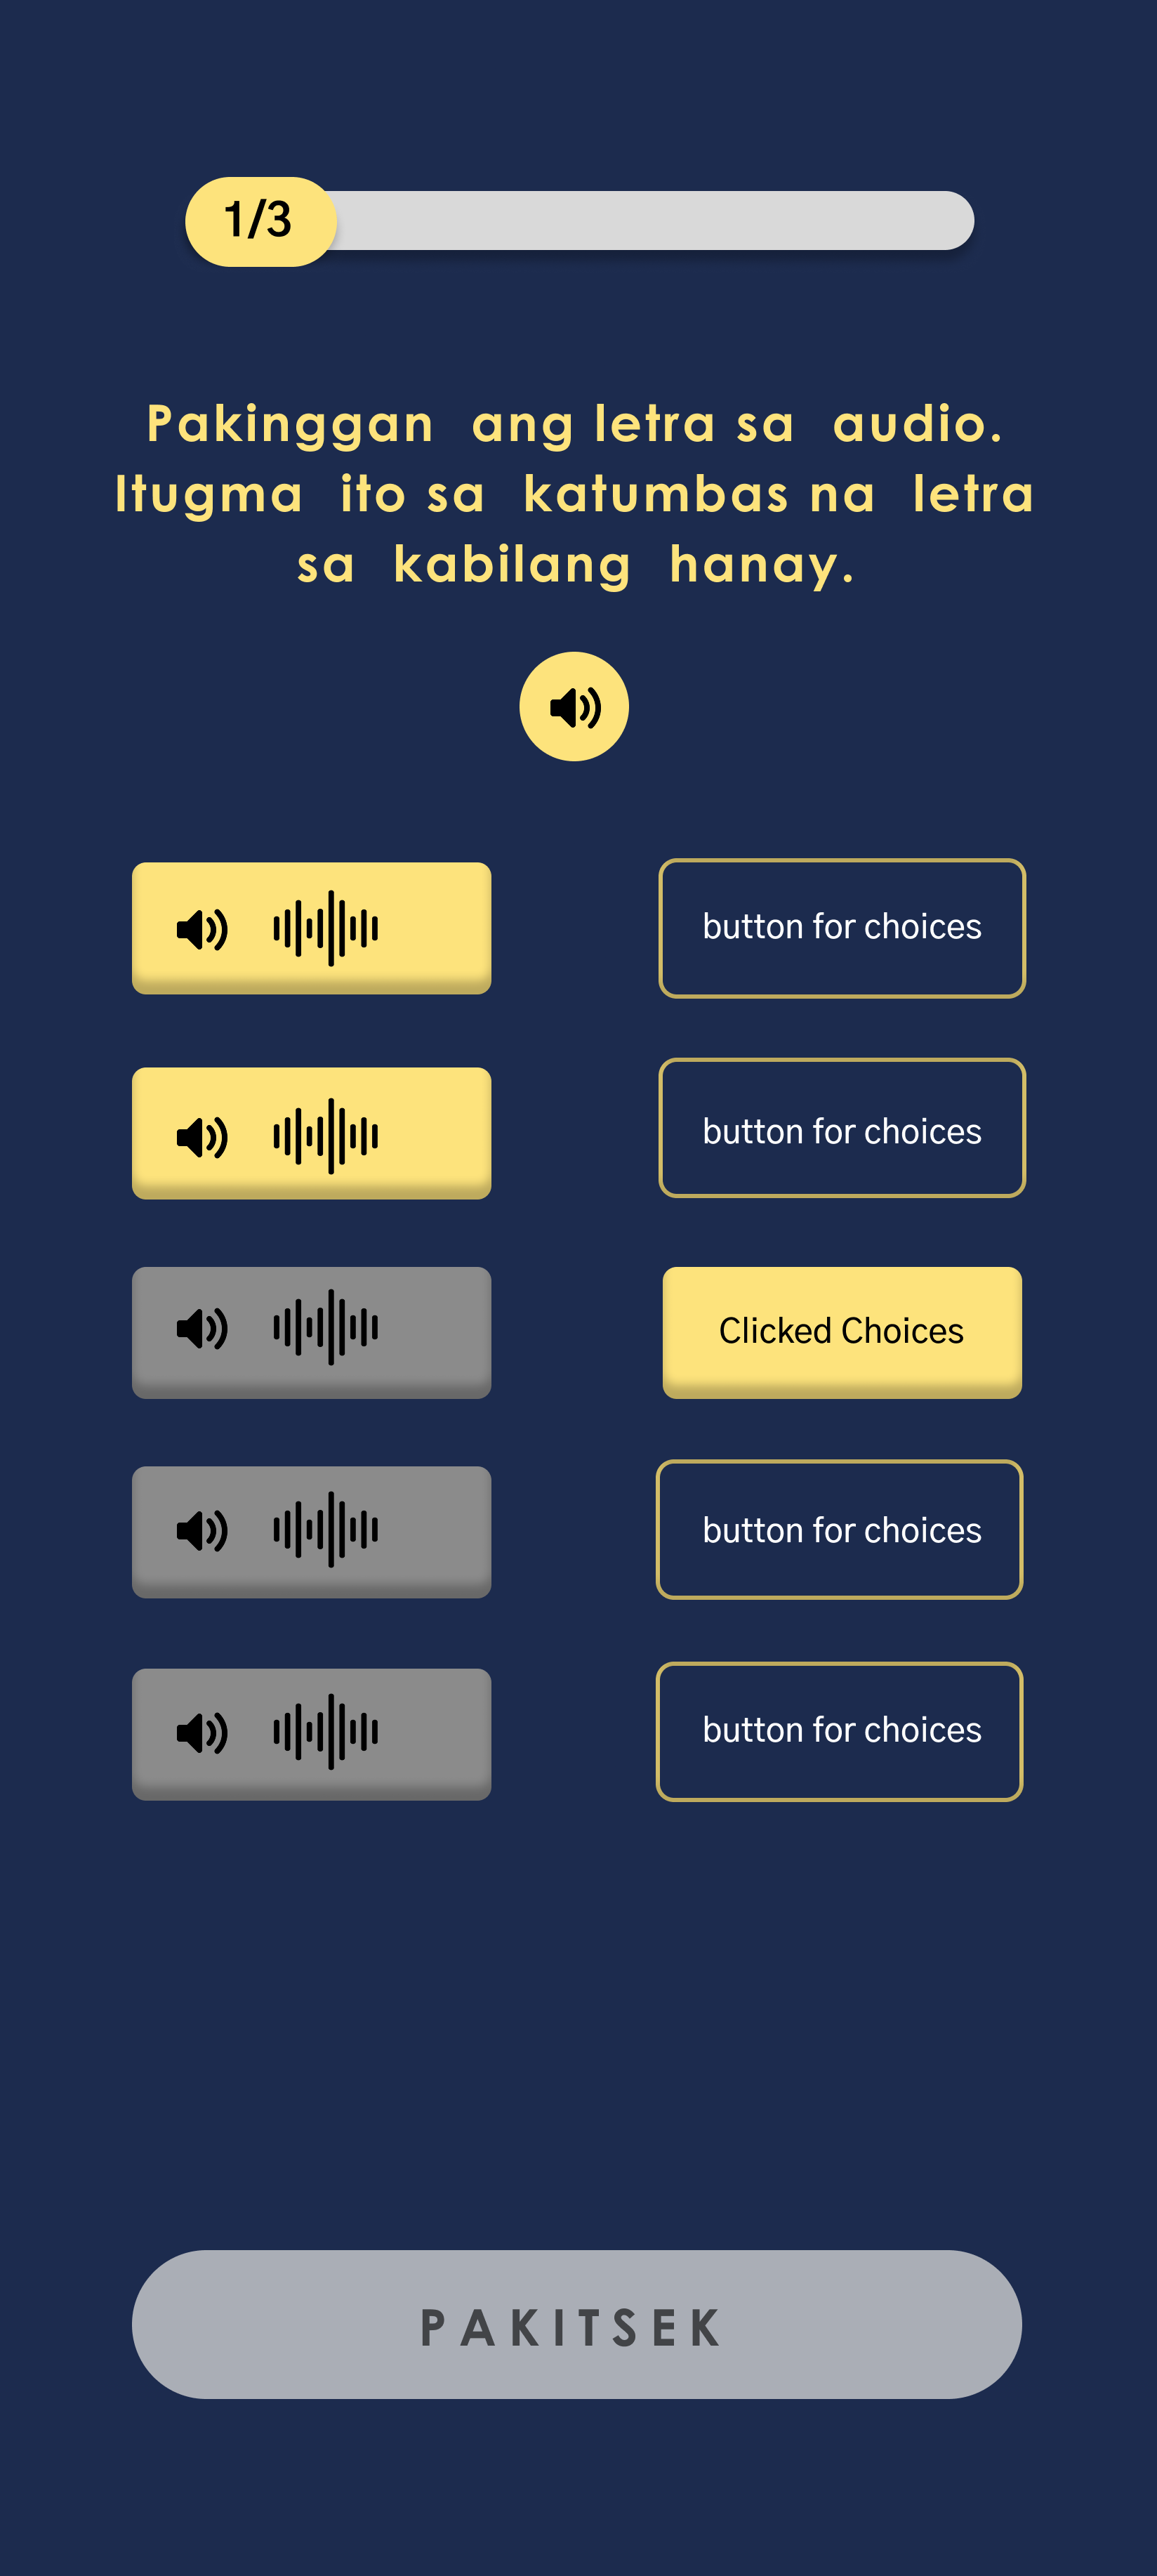 1/3
Pakinggan ang letra sa audio.
Itugma ito sa katumbas na letra
sa kabilang hanay.
button for choices
button for choices
Clicked Choices
button for choices
button for choices
PAKITSEK